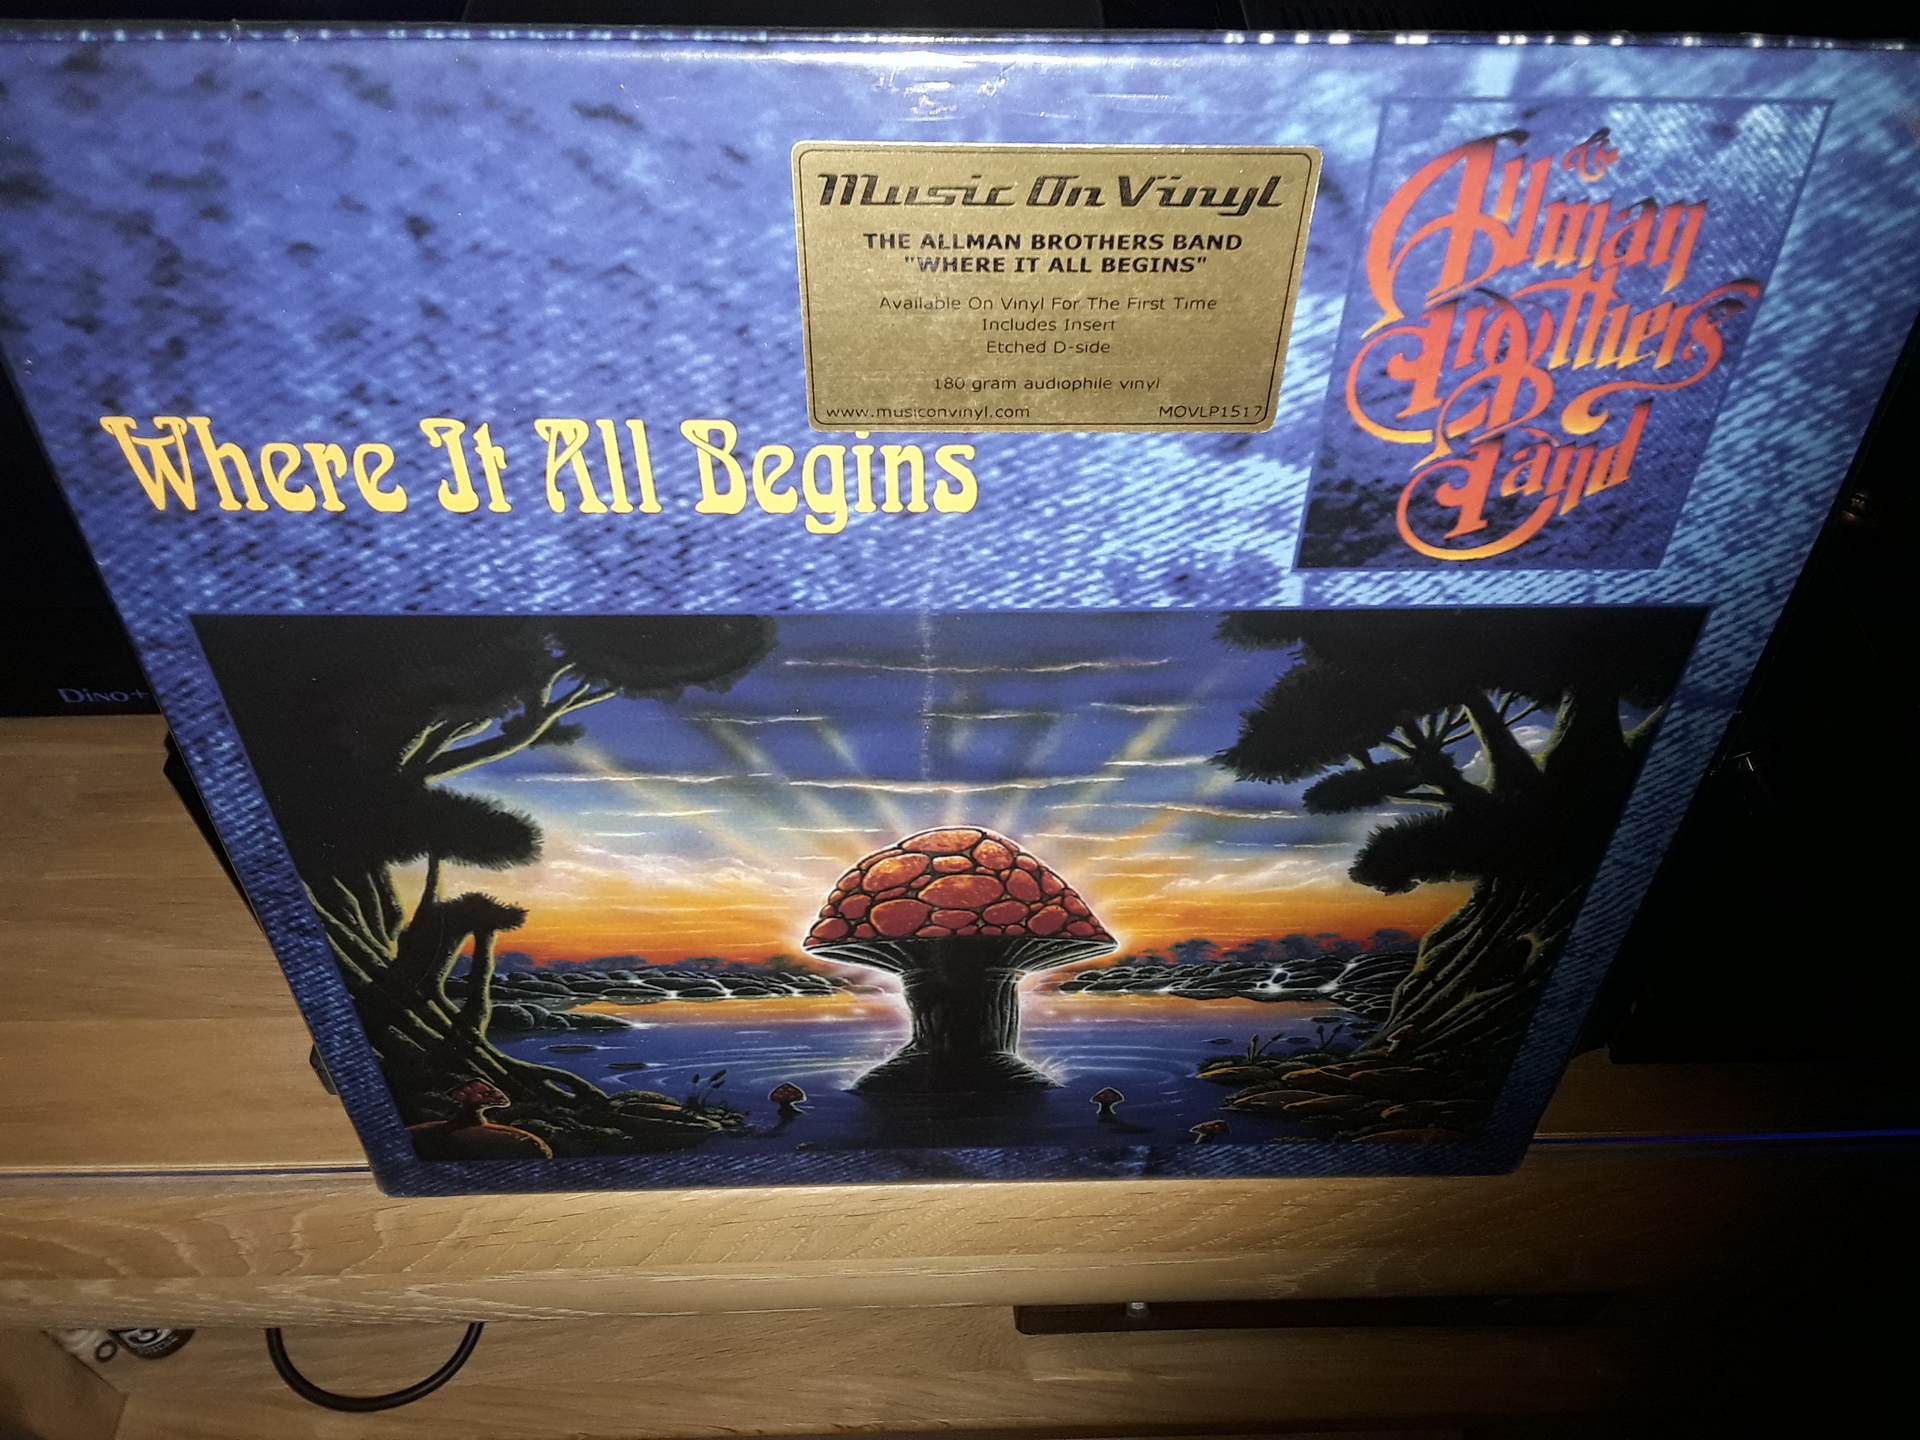 Music On Vinyl
THE ALLMAN BROTHERS BAND
"WHERE IT ALL BEGINS"
Available On Vinyl For The First Time
Includes Insert
Etched D-side
180 gram audiophile vinyl
www.musiconvinyl.com MOVLP1517
The
Allman
Brothers
Band
Where It All Begins
DINO+